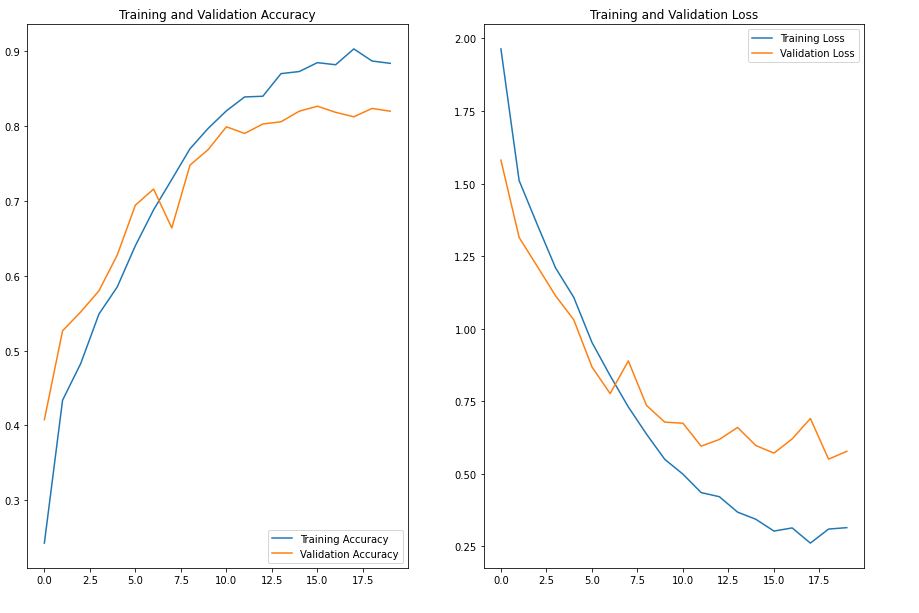 Training and Validation Accuracy
0.9
0.8
0.7
0.6
0.5
0.4
0.3
Training Accuracy
Validation Accuracy
0.0 2.5 5.0 7.5 10.0 12.5 15.0 17.5
Training and Validation Loss
2.00
1.75
1.50
1.25
1.00
0.75
0.50
0.25
Training Loss
Validation Loss
0.0 2.5 5.0 7.5 10.0 12.5 15.0 17.5